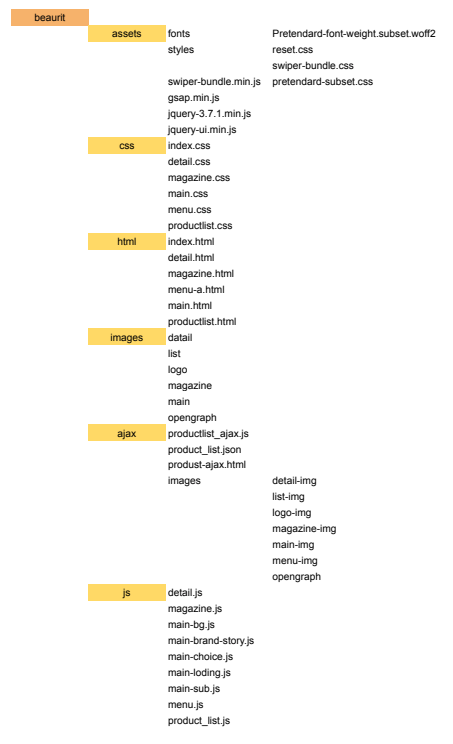 beaurit
assets fonts Pretendard-font-weight.subset.woff2
styles reset.css
swiper-bundle.css
swiper-bundle.min.js pretendard-subset.css
gsap.min.js
jquery-3.7.1.min.js
jquery-ui.min.js
css index.css
detail.css
magazine.css
main.css
menu.css
productlist.css
html index.html
detail.html
magazine.html
menu-a.html
main.html
productlist.html
images datail
list
logo
magazine
main
opengraph
ajax productlist_ajax.js
product_list.json
produst-ajax.html
images detail-img
list-img
logo-img
magazine-img
main-img
menu-img
opengraph
js detail.js
magazine.js
main-bg.js
main-brand-story.js
main-choice.js
main-loding.js
main-sub.js
menu.js
product_list.js